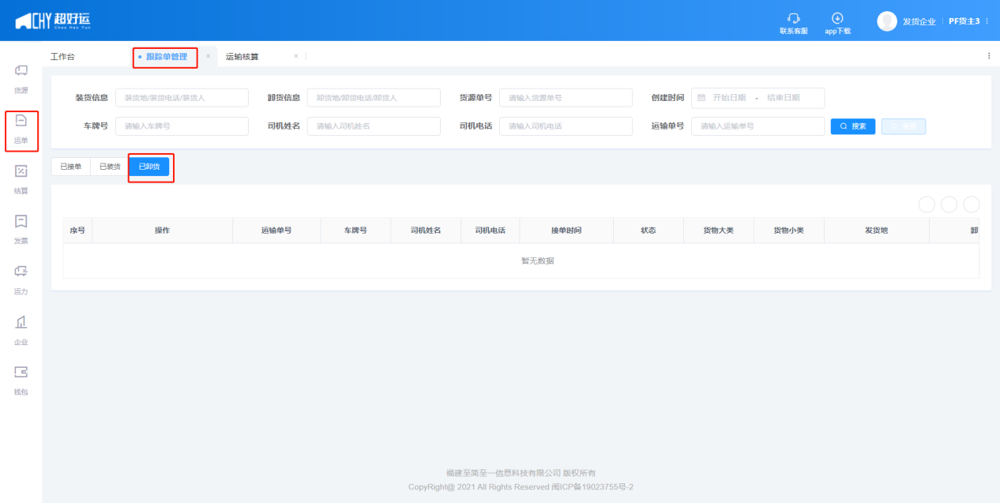 CHY 超好运
Chao Hao Yun
联系客服
app下载
发货企业
PF货主3
工作台
跟踪单管理
运输核算
货源
运单
结算
发票
运力
企业
钱包
装货信息 装货地/装货电话/装货人
卸货信息 卸货地/卸货电话/卸货人
货源单号 请输入货源单号
创建时间 开始日期 - 结束日期
车牌号 请输入车牌号
司机姓名 请输入司机姓名
司机电话 请输入司机电话
运输单号 请输入运输单号
搜索
已接单 已装货 已卸货
序号 操作 运输单号 车牌号 司机姓名 司机电话 接单时间 状态 货物大类 货物小类 发货地 卸
暂无数据
福建至简至一信息科技有限公司 版权所有
CopyRight@ 2021 All Rights Reserved 闽ICP备19023755号-2